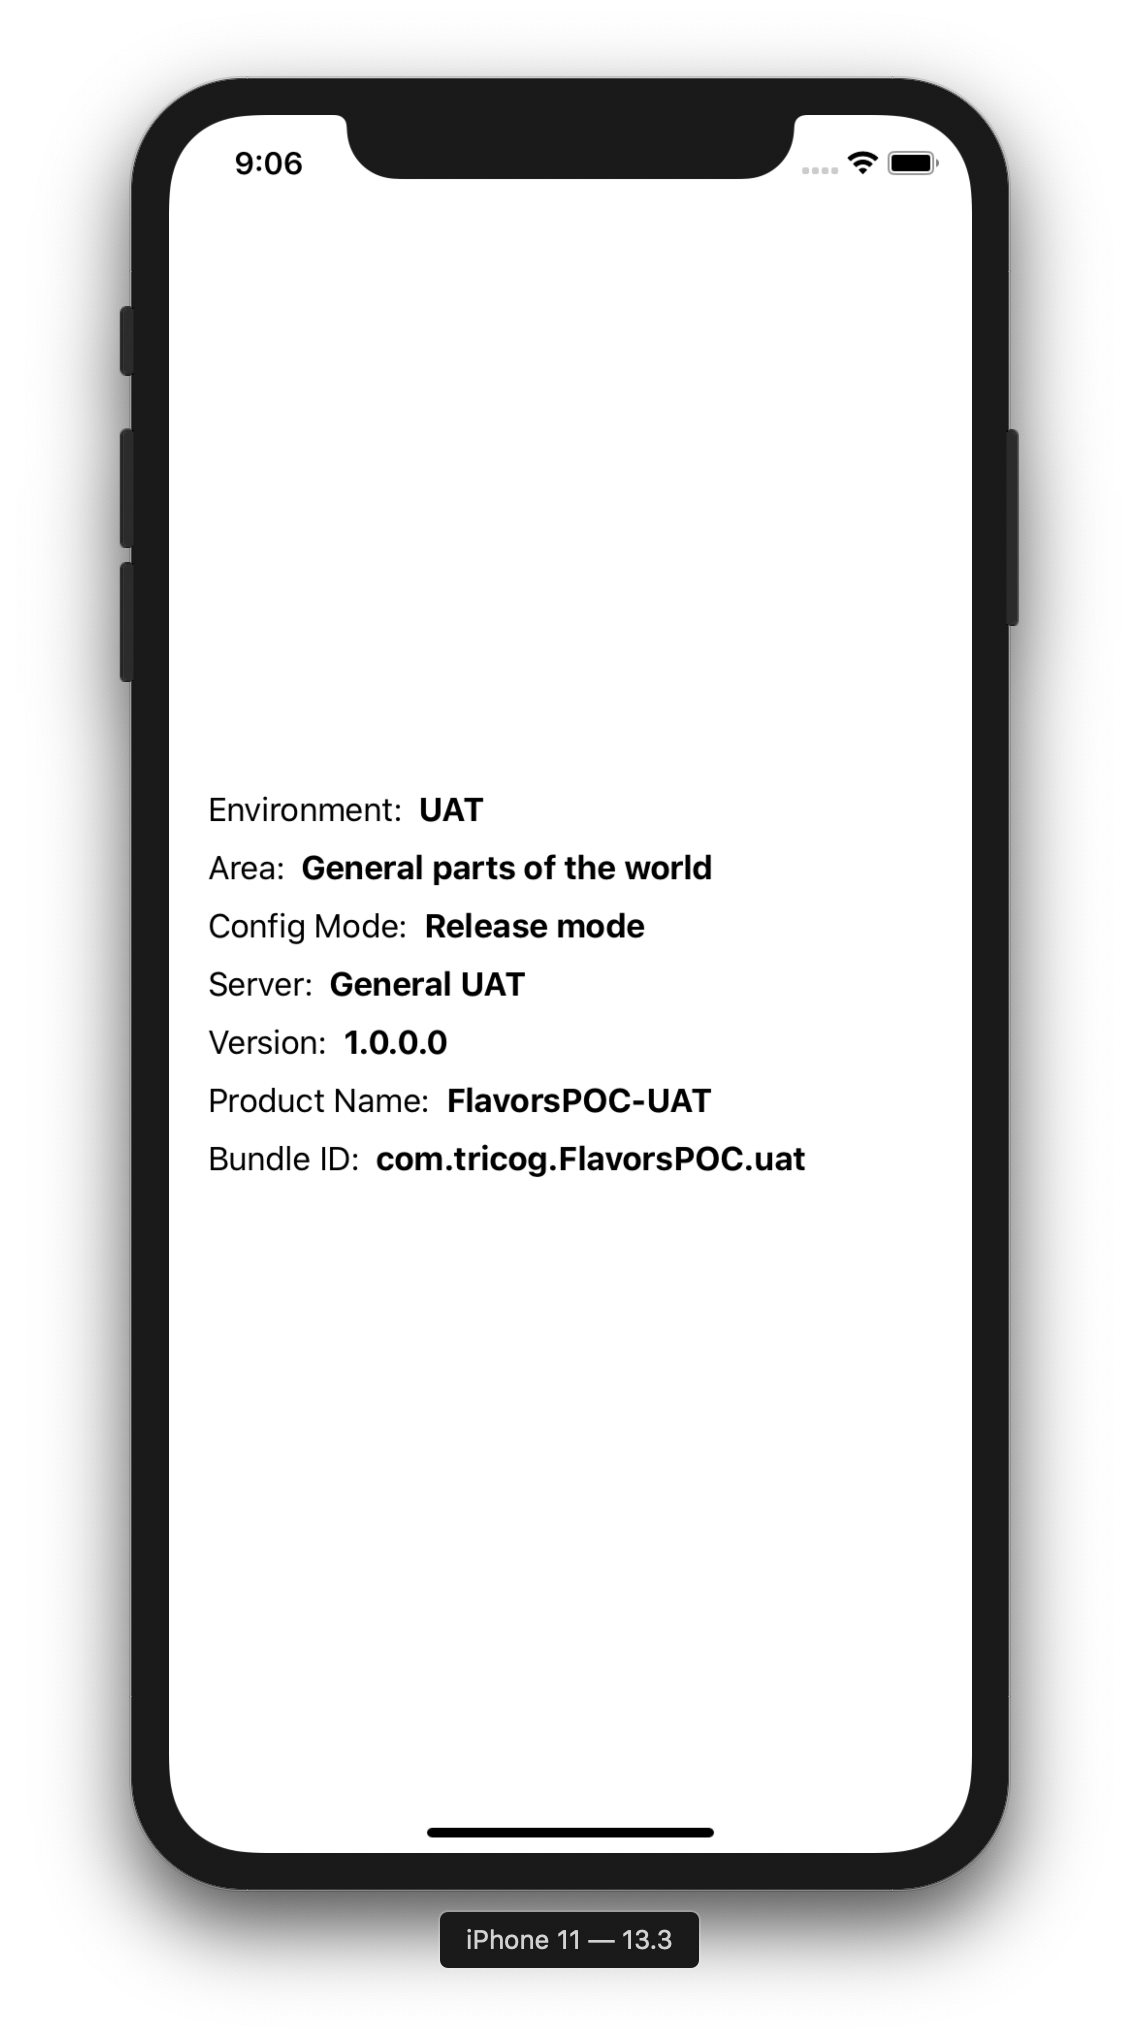 9:06
Environment: UAT
Area: General parts of the world
Config Mode: Release mode
Server: General UAT
Version: 1.0.0.0
Product Name: FlavorsPOC-UAT
Bundle ID: com.tricog.FlavorsPOC.uat
iPhone 11 — 13.3